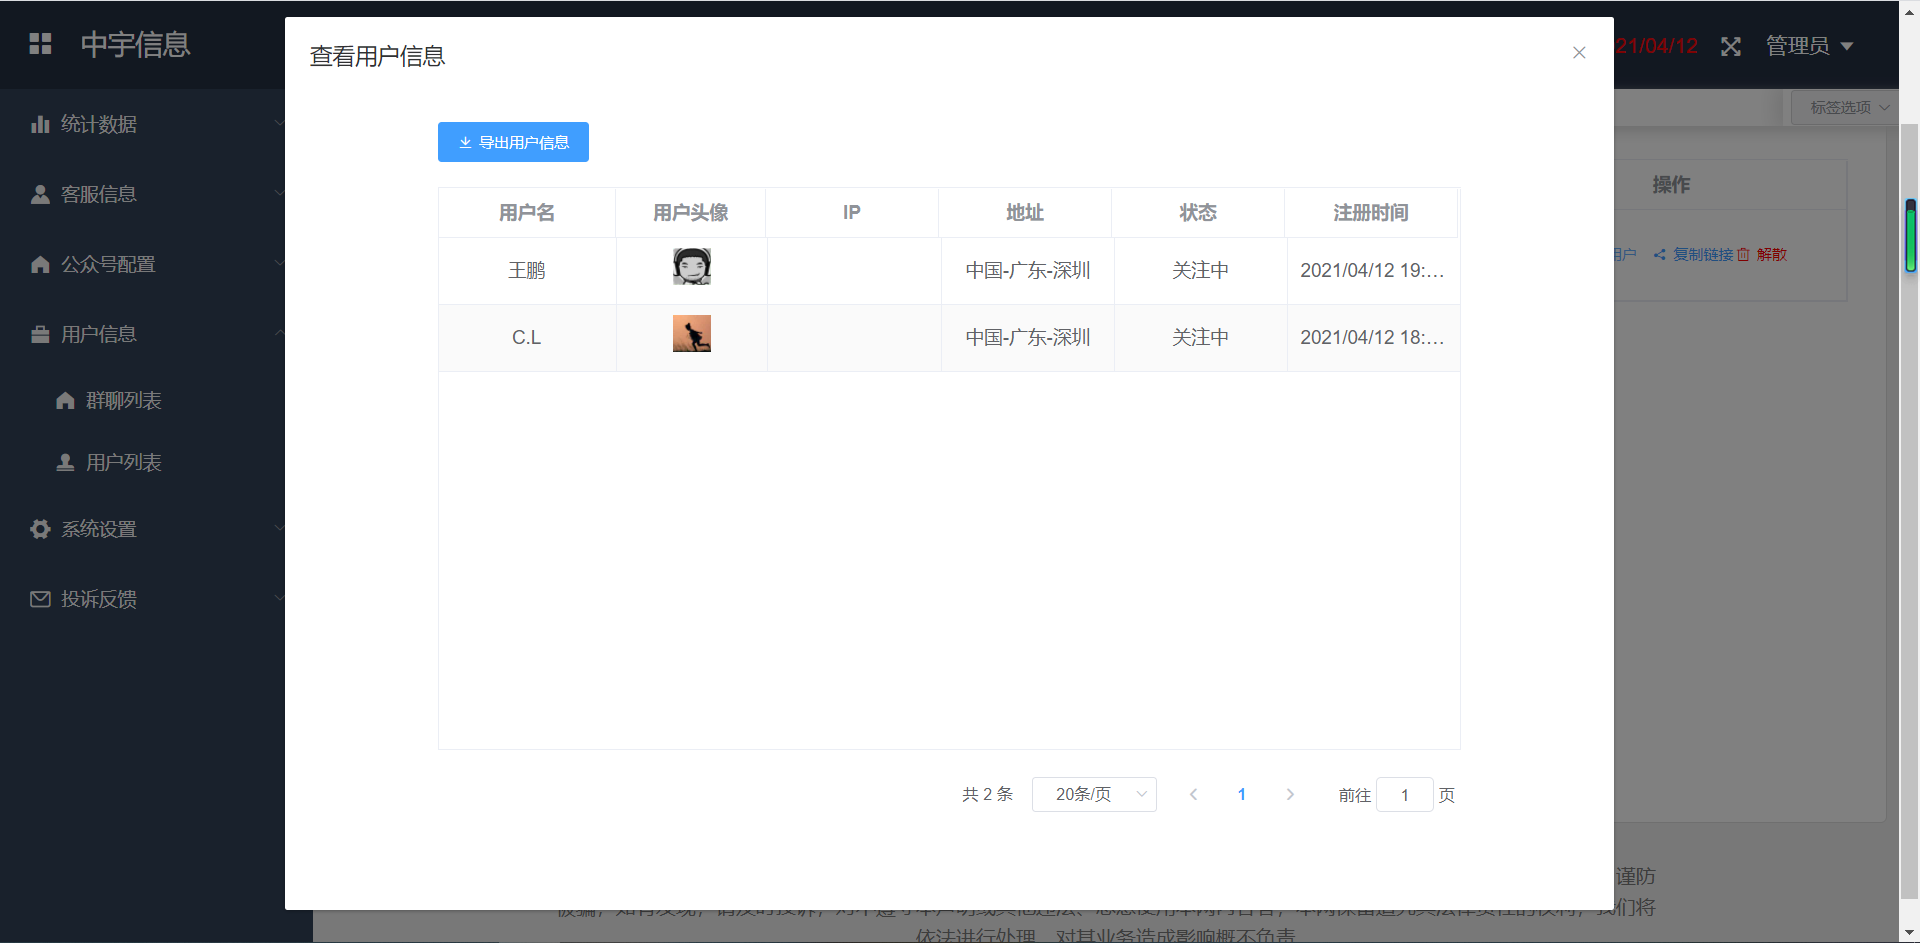 中宇信息
21/04/12
管理员
统计数据
客服信息
公众号配置
用户信息
群聊列表
用户列表
系统设置
投诉反馈
查看用户信息
导出用户信息
用户名 用户头像 IP 地址 状态 注册时间
王鹏 中国-广东-深圳 关注中 2021/04/12 19:…
C.L 中国-广东-深圳 关注中 2021/04/12 18:…
共 2 条 20条/页 1 前往 1 页
标签选项
操作
用户 复制链接 解散
谨防
我们将
依法进行处理 对其业务造成影响概不负责